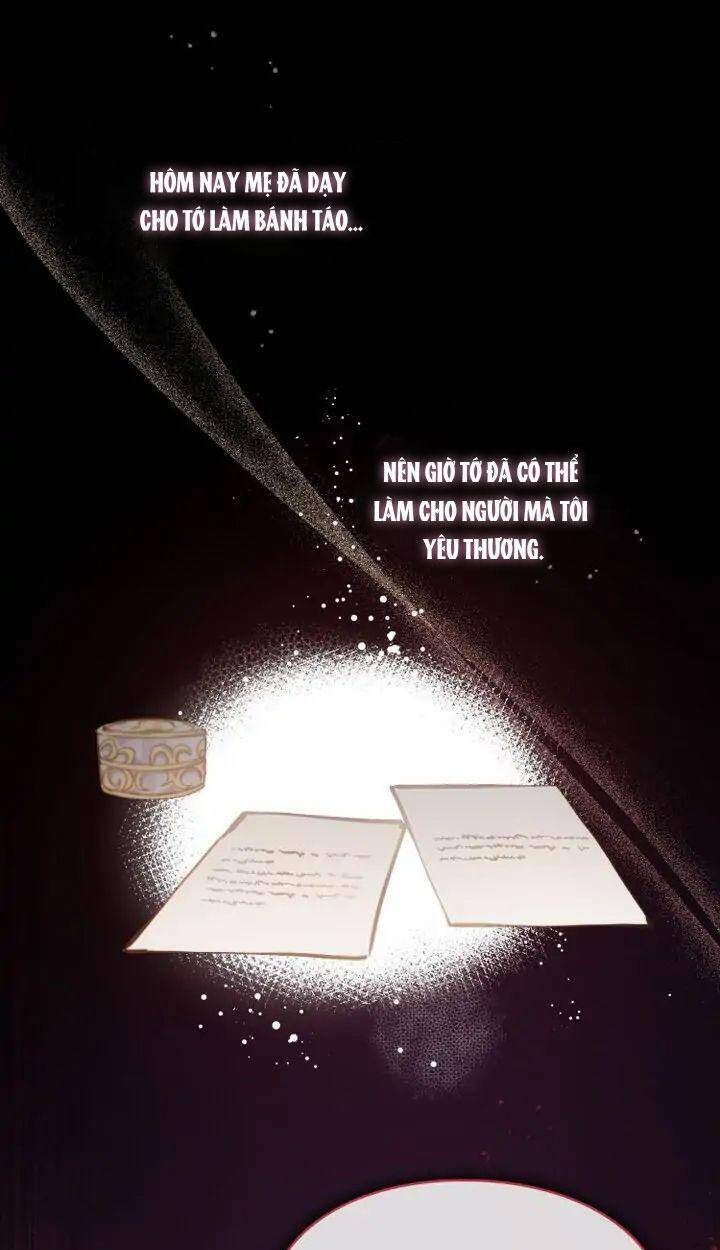 HÔM NAY MẸ ĐÃ DẠY
CHO TỚ LÀM BÁNH TÁO...
NÊN GIỜ TỚ ĐÃ CÓ THỂ
LÀM CHO NGƯỜI MÀ TÔI
YÊU THƯƠNG.